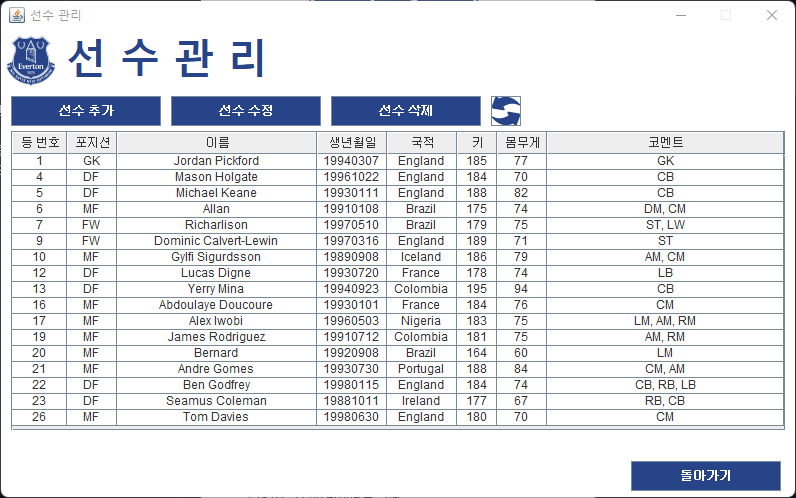 선수 관리
Everton
선 수 관 리
선수 추가 선수 수정 선수 삭제
등 번호 포지션 이름 생년월일 국적 키 몸무게 코멘트
1 GK Jordan Pickford 19940307 England 185 77 GK
4 DF Mason Holgate 19961022 England 184 70 CB
5 DF Michael Keane 19930111 England 188 82 CB
6 MF Allan 19910108 Brazil 175 74 DM, CM
7 FW Richarlison 19970510 Brazil 179 75 ST, LW
9 FW Dominic Calvert-Lewin 19970316 England 189 71 ST
10 MF Gylfi Sigurdsson 19890908 Iceland 186 79 AM, CM
12 DF Lucas Digne 19930720 France 178 74 LB
13 DF Yerry Mina 19940923 Colombia 195 94 CB
16 MF Abdoulaye Doucoure 19930101 France 184 76 CM
17 MF Alex Iwobi 19960503 Nigeria 183 75 LM, AM, RM
19 MF James Rodriguez 19910712 Colombia 181 75 AM, RM
20 MF Bernard 19920908 Brazil 164 60 LM
21 MF Andre Gomes 19930730 Portugal 188 84 CM, AM
22 DF Ben Godfrey 19980115 England 184 74 CB, RB, LB
23 DF Seamus Coleman 19881011 Ireland 177 67 RB, CB
26 MF Tom Davies 19980630 England 180 70 CM
돌아가기